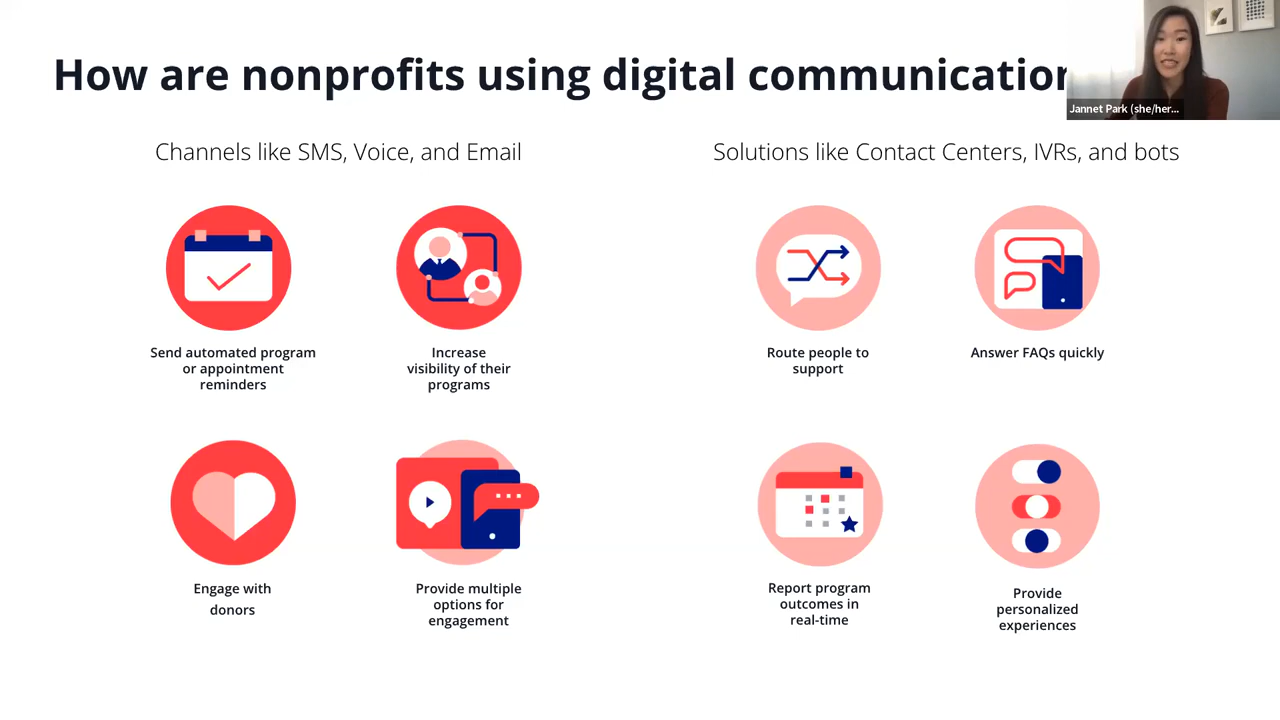 How are nonprofits using digital communication
Jannet Park (she/her...
Channels like SMS, Voice, and Email
Solutions like Contact Centers, IVRs, and bots
Send automated program
or appointment
reminders
Increase
visibility of their
programs
Route people to
support
Answer FAQs quickly
Engage with
donors
Provide multiple
options for
engagement
Report program
outcomes in
real-time
Provide
personalized
experiences